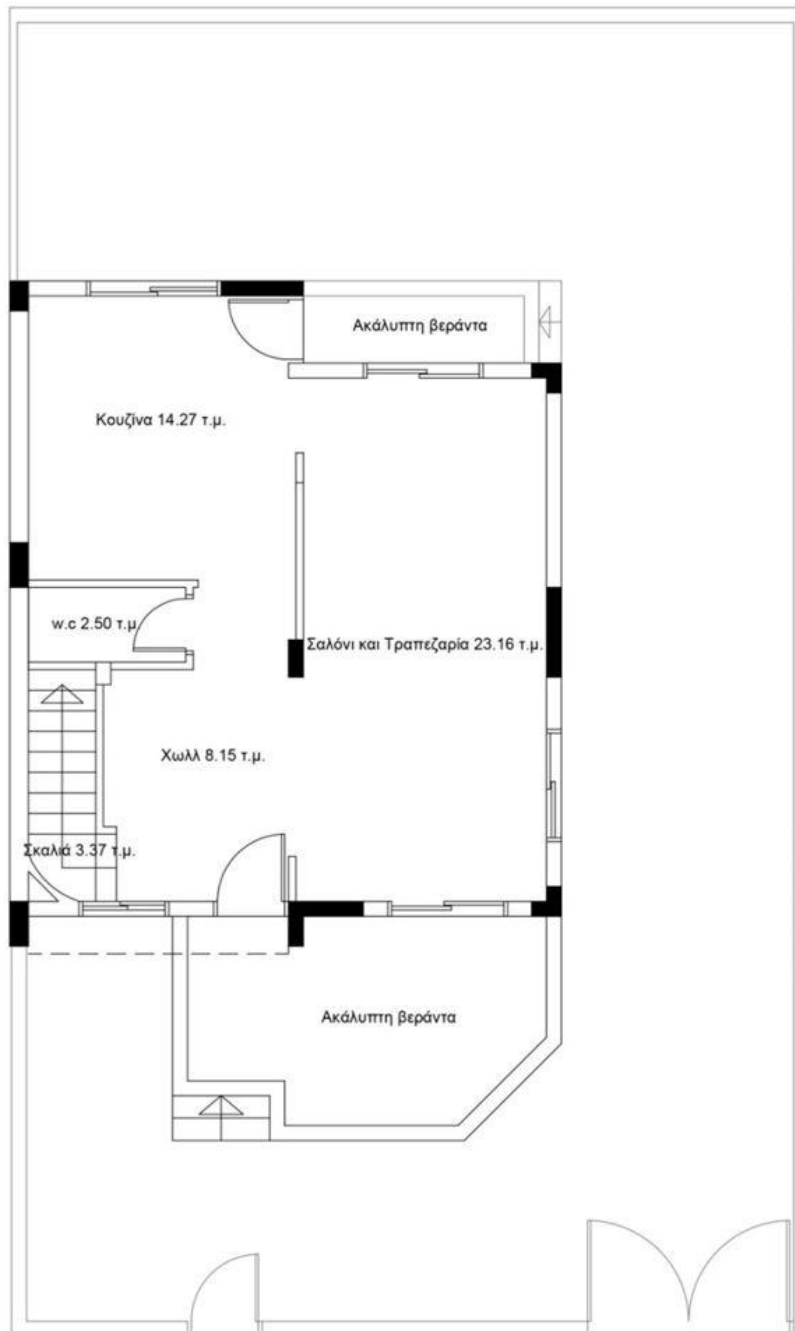 Ακάλυπτη βεράντα
Κουζίνα 14.27 τ.μ.
w.c 2.50 τ.μ
Σαλόνι και Τραπεζαρία 23.16 τ.μ.
Χωλλ 8.15 τ.μ.
Σκαλιά 3.37 τ.μ.
Ακάλυπτη βεράντα